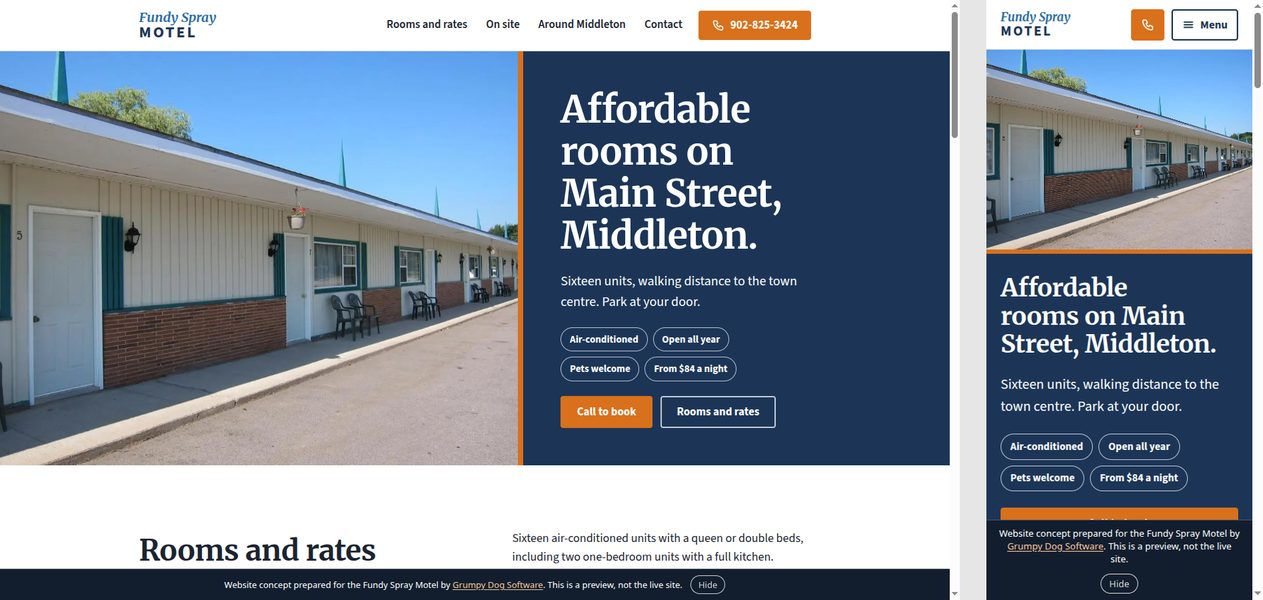 Fundy Spray
MOTEL
Rooms and rates
On site
Around Middleton
Contact
902-825-3424
5
Affordable
rooms on
Main Street,
Middleton.
Sixteen units, walking distance to the town
centre. Park at your door.
Air-conditioned
Open all year
Pets welcome
From $84 a night
Call to book
Rooms and rates
Rooms and rates
Sixteen air-conditioned units with a queen or double beds,
including two one-bedroom units with a full kitchen.
Website concept prepared for the Fundy Spray Motel by Grumpy Dog Software. This is a preview, not the live site.
Hide
Fundy Spray
MOTEL
Menu
Affordable
rooms on Main
Street, Middleton.
Sixteen units, walking distance to the
town centre. Park at your door.
Air-conditioned
Open all year
Pets welcome
From $84 a night
Website concept prepared for the Fundy Spray Motel by
Grumpy Dog Software. This is a preview, not the live
site.
Hide